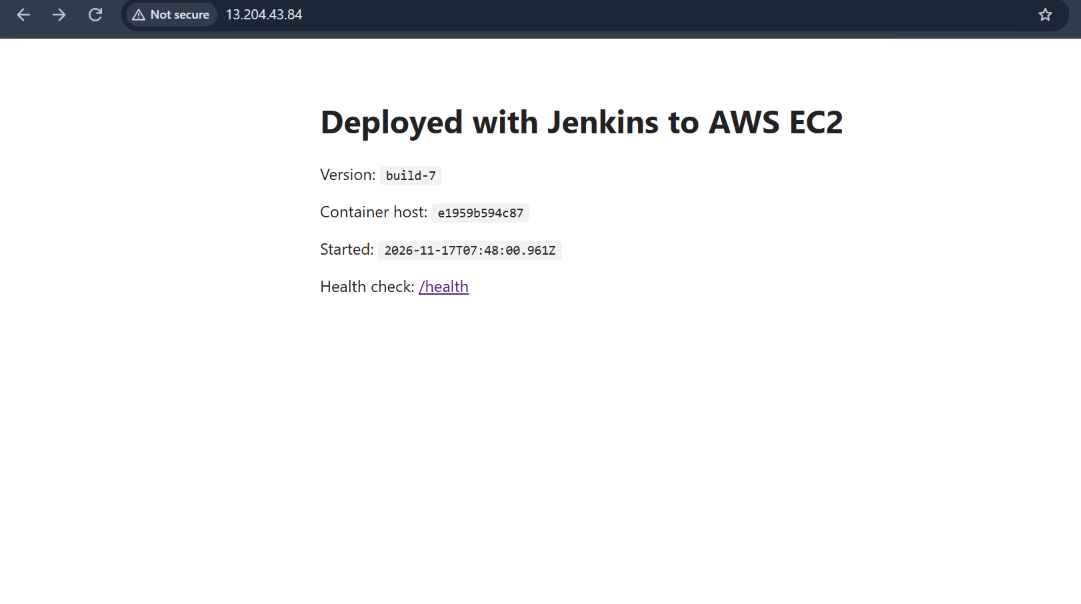 Not secure 13.204.43.84
Deployed with Jenkins to AWS EC2
Version: build-7
Container host: e1959b594c87
Started: 2026-11-17T07:48:00.961Z
Health check: /health